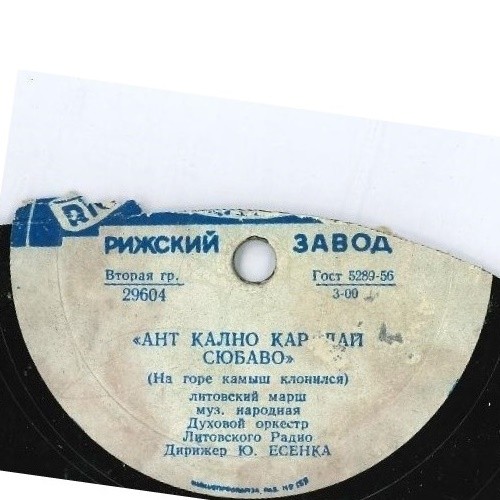 РИЖСКИЙ ЗАВОД
Вторая гр. Гост 5289-56
29604 3-00
«АНТ КАЛНО КАР ДАЙ
СЮБАВО»
(На горе камыш клонился)
литовский марш
муз. народная
Духовой оркестр
Литовского Радио
Дирижер Ю. ЕСЕНКА